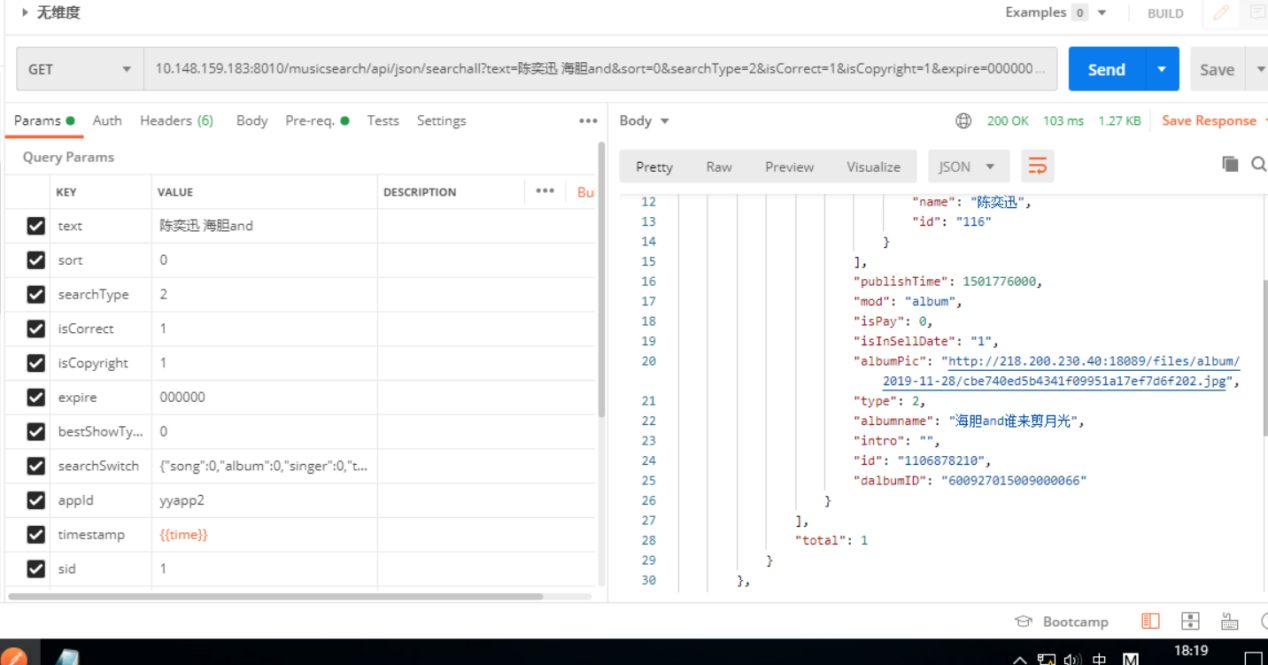 无维度
Examples 0
BUILD
GET
10.148.159.183:8010/musicsearch/api/json/searchall?text=陈奕迅 海胆and&sort=0&searchType=2&isCorrect=1&isCopyright=1&expire=000000 ...
Send
Save
Params
Auth
Headers (6)
Body
Pre-req.
Tests
Settings
•••
Body
200 OK
103 ms
1.27 KB
Save Response
Query Params
Pretty
Raw
Preview
Visualize
JSON
KEY
VALUE
DESCRIPTION
•••
Bu
text
陈奕迅 海胆and
sort
0
searchType
2
isCorrect
1
isCopyright
1
expire
000000
bestShowTy...
0
searchSwitch
{"song":0,"album":0,"singer":0,"t...
appId
yyapp2
timestamp
{{time}}
sid
1
12 "name": "陈奕迅",
13 "id": "116"
14 }
15 ],
16 "publishTime": 1501776000,
17 "mod": "album",
18 "isPay": 0,
19 "isInSellDate": "1",
20 "albumPic": "http://218.200.230.40:18089/files/album/
2019-11-28/cbe740ed5b4341f09951a17ef7d6f202.jpg",
21 "type": 2,
22 "albumname": "海胆and谁来剪月光",
23 "intro": "",
24 "id": "1106878210",
25 "dalbumID": "600927015009000066"
26 }
27 ],
28 "total": 1
29 }
30 },
Bootcamp
中
M
18:19